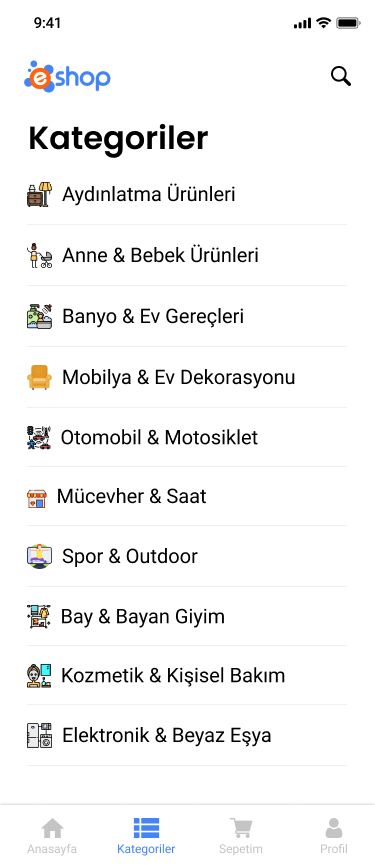 9:41
eshop
Kategoriler
Aydınlatma Ürünleri
Anne & Bebek Ürünleri
Banyo & Ev Gereçleri
Mobilya & Ev Dekorasyonu
Otomobil & Motosiklet
Mücevher & Saat
Spor & Outdoor
Bay & Bayan Giyim
Kozmetik & Kişisel Bakım
Elektronik & Beyaz Eşya
Anasayfa Kategoriler Sepetim Profil